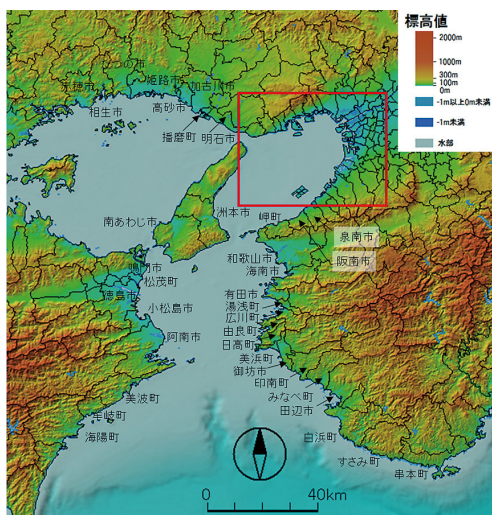 標高値
2000m
1000m
300m
100m
0m
-1m以上0m未満
-1m未満
水部
たつの市
姫路市
赤穂市
加古川市
相生市
高砂市
播磨町
明石市
洲本市
岬町
南あわじ市
泉南市
阪南市
和歌山市
海南市
鳴門市
松茂町
徳島市
小松島市
有田市
湯浅町
広川町
由良町
日高町
阿南市
美浜町
御坊市
印南町
みなべ町
田辺市
美波町
牟岐町
海陽町
白浜町
すさみ町
串本町
0
40km